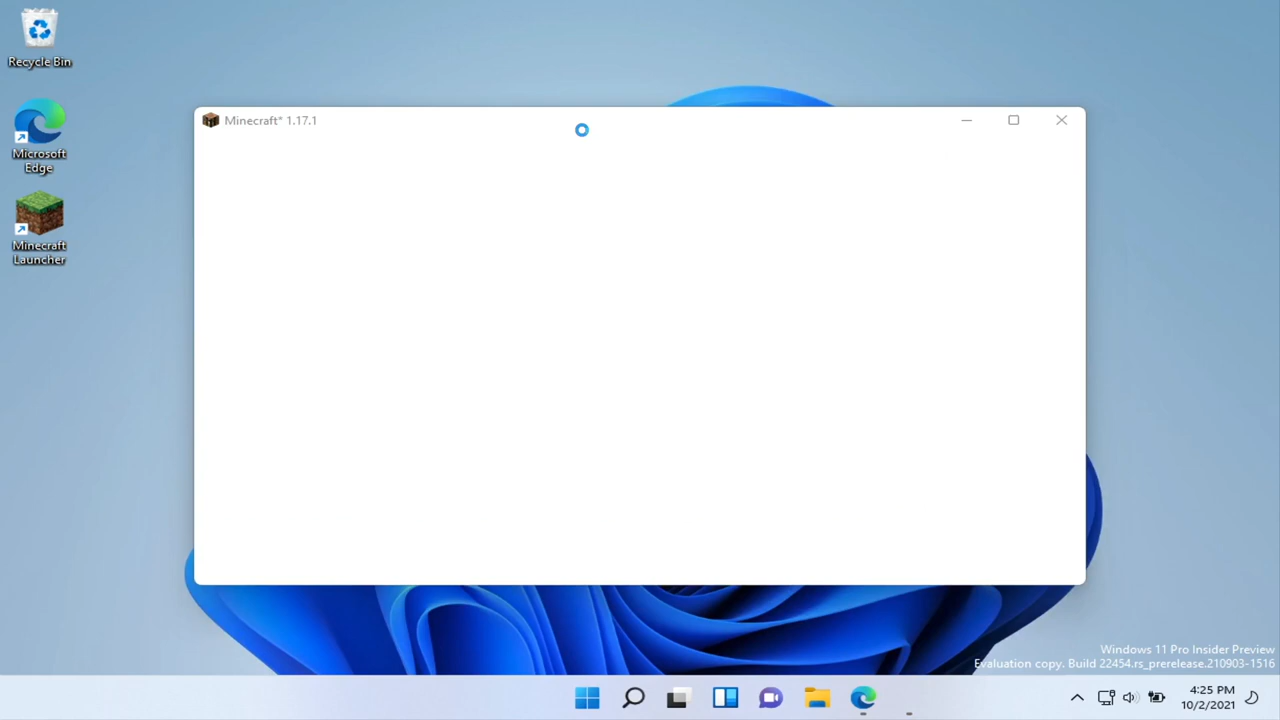 Recycle Bin
Microsoft
Edge
Minecraft
Launcher
Minecraft* 1.17.1
Windows 11 Pro Insider Preview
Evaluation copy. Build 22454.rs_prerelease.210903-1516
4:25 PM
10/2/2021